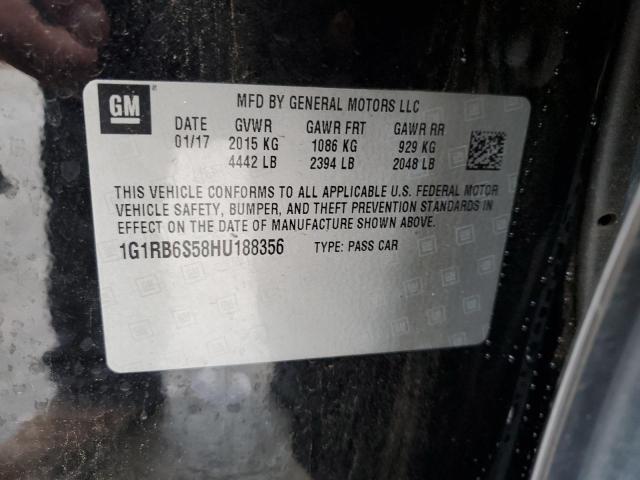 GM
MFD BY GENERAL MOTORS LLC
DATE GVWR GAWR FRT GAWR RR
01/17 2015 KG 1086 KG 929 KG
4442 LB 2394 LB 2048 LB
THIS VEHICLE CONFORMS TO ALL APPLICABLE U.S. FEDERAL MOTOR
VEHICLE SAFETY, BUMPER, AND THEFT PREVENTION STANDARDS IN
EFFECT ON THE DATE OF MANUFACTURE SHOWN ABOVE.
1G1RB6S58HU188356 TYPE: PASS CAR